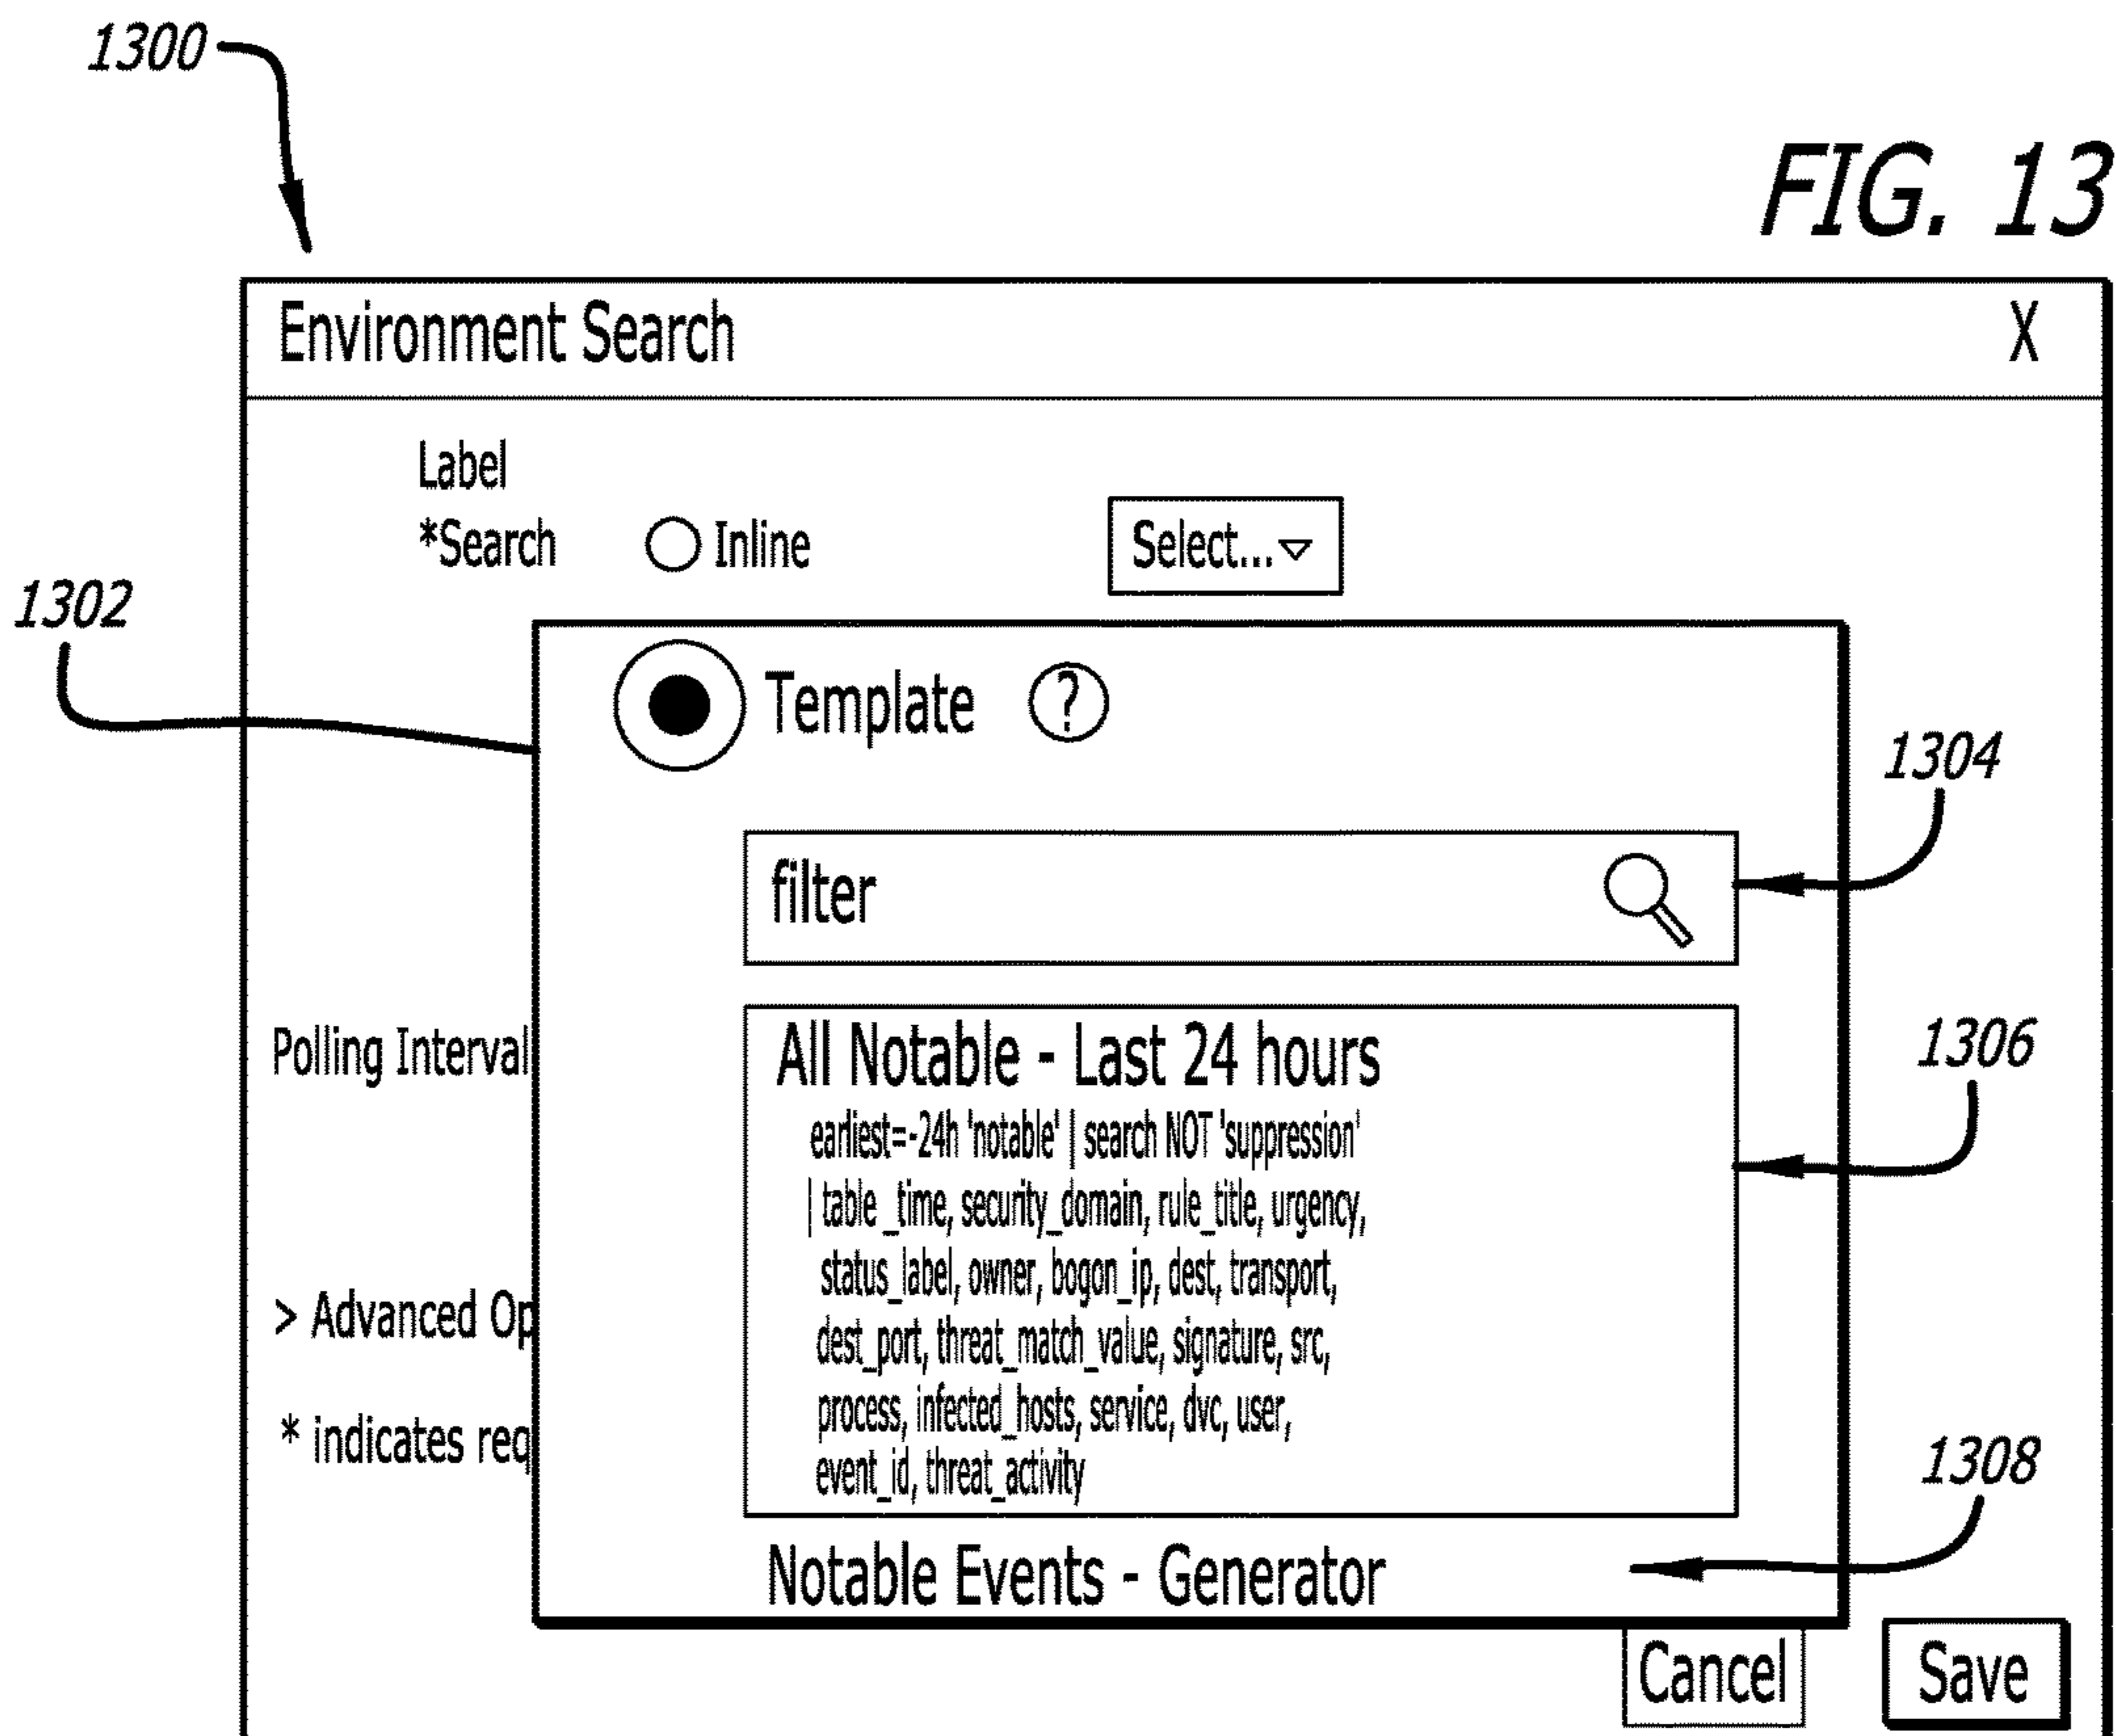 1300
FIG. 13
Environment Search X
Label
*Search Inline Select...
1302
Template ?
1304
filter
1306
Polling Interval
All Notable - Last 24 hours
earliest=-24h 'notable' | search NOT 'suppression'
| table _time, security_domain, rule_title, urgency,
status_label, owner, bogon_ip, dest, transport,
> Advanced Op
dest_port, threat_match_value, signature, src,
process, infected_hosts, service, dvc, user,
* indicates req
event_id, threat_activity
1308
Notable Events - Generator
Cancel Save